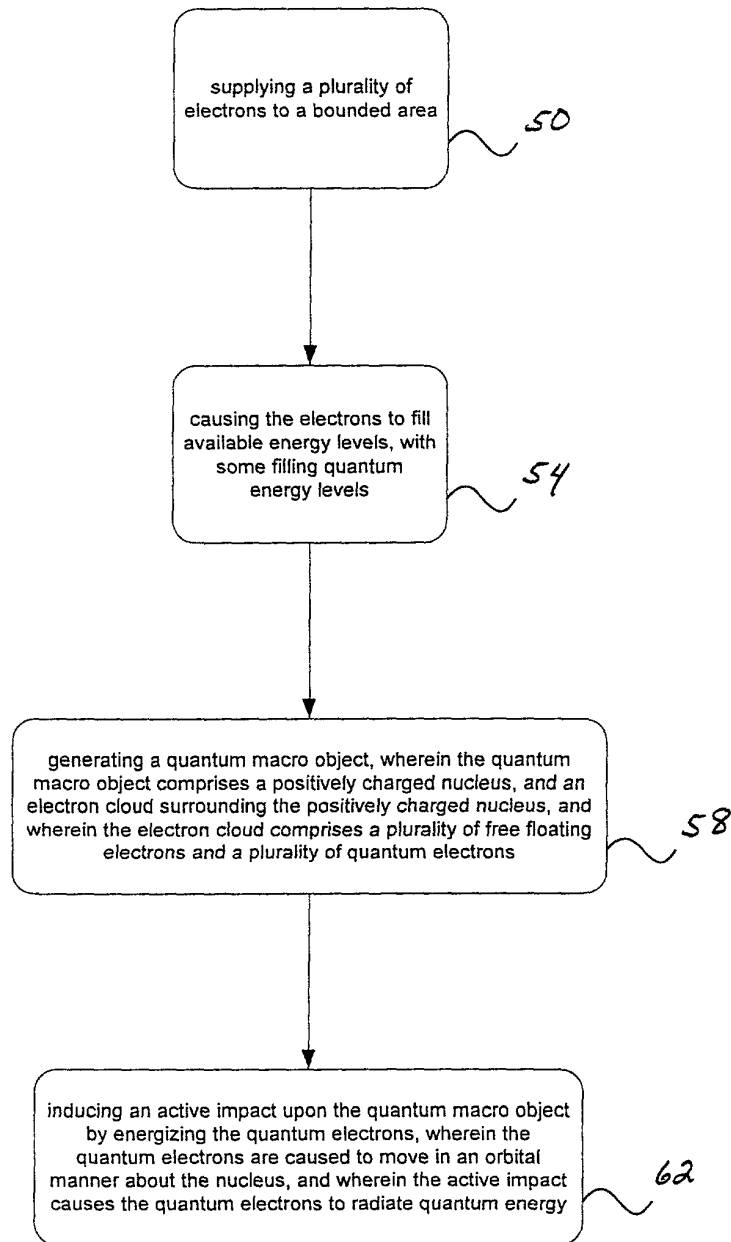 supplying a plurality of
electrons to a bounded area
50
causing the electrons to fill
available energy levels, with
some filling quantum
energy levels
54
generating a quantum macro object, wherein the quantum
macro object comprises a positively charged nucleus, and an
electron cloud surrounding the positively charged nucleus, and
wherein the electron cloud comprises a plurality of free floating
electrons and a plurality of quantum electrons
58
inducing an active impact upon the quantum macro object
by energizing the quantum electrons, wherein the
quantum electrons are caused to move in an orbital
manner about the nucleus, and wherein the active impact
causes the quantum electrons to radiate quantum energy
62